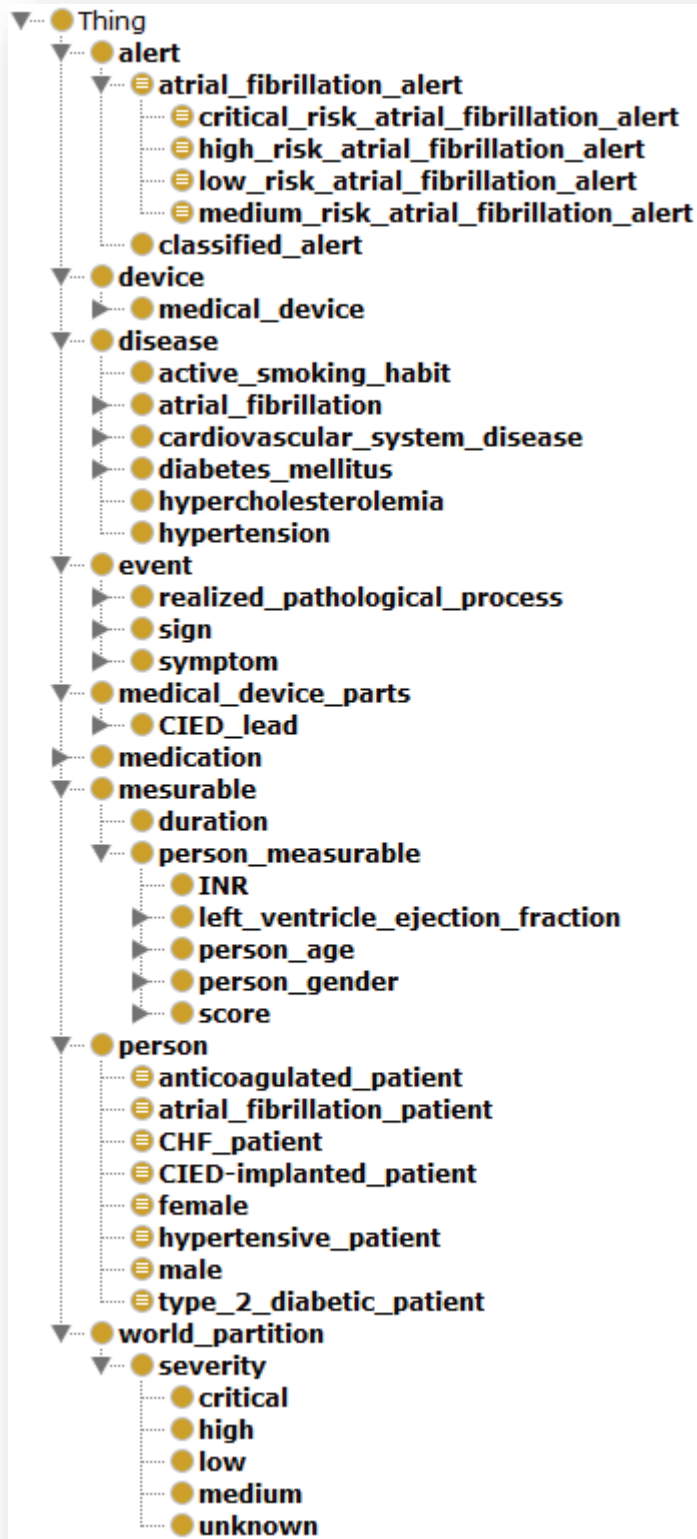 Thing
alert
atrial_fibrillation_alert
critical_risk_atrial_fibrillation_alert
high_risk_atrial_fibrillation_alert
low_risk_atrial_fibrillation_alert
medium_risk_atrial_fibrillation_alert
classified_alert
device
medical_device
disease
active_smoking_habit
atrial_fibrillation
cardiovascular_system_disease
diabetes_mellitus
hypercholesterolemia
hypertension
event
realized_pathological_process
sign
symptom
medical_device_parts
CIED_lead
medication
mesurable
duration
person_measurable
INR
left_ventricle_ejection_fraction
person_age
person_gender
score
person
anticoagulated_patient
atrial_fibrillation_patient
CHF_patient
CIED-implanted_patient
female
hypertensive_patient
male
type_2_diabetic_patient
world_partition
severity
critical
high
low
medium
unknown